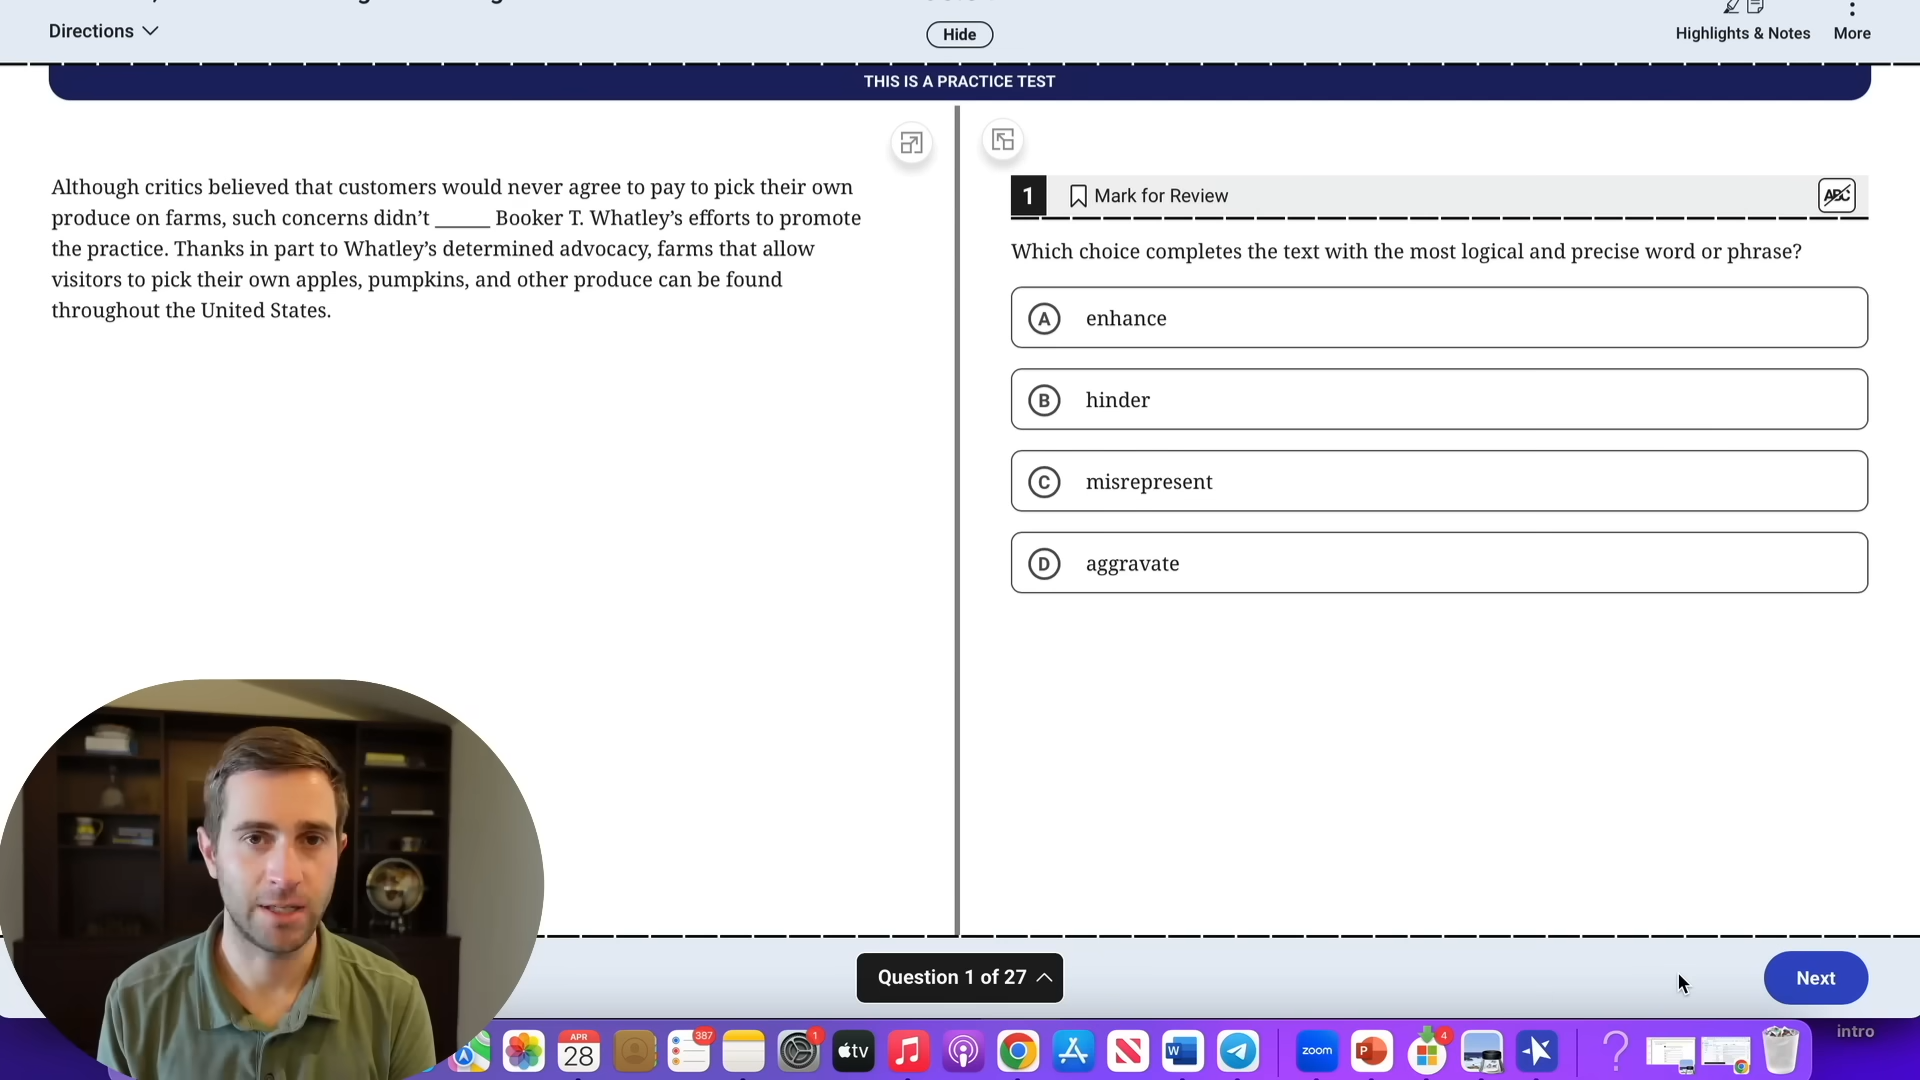 Directions
Hide
Highlights & Notes
More
THIS IS A PRACTICE TEST
Although critics believed that customers would never agree to pay to pick their own
produce on farms, such concerns didn’t ______ Booker T. Whatley’s efforts to promote
the practice. Thanks in part to Whatley’s determined advocacy, farms that allow
visitors to pick their own apples, pumpkins, and other produce can be found
throughout the United States.
1 Mark for Review ABC
Which choice completes the text with the most logical and precise word or phrase?
A enhance
B hinder
C misrepresent
D aggravate
Question 1 of 27
Next
APR
28
387
1
tv
W
zoom
P
4
intro